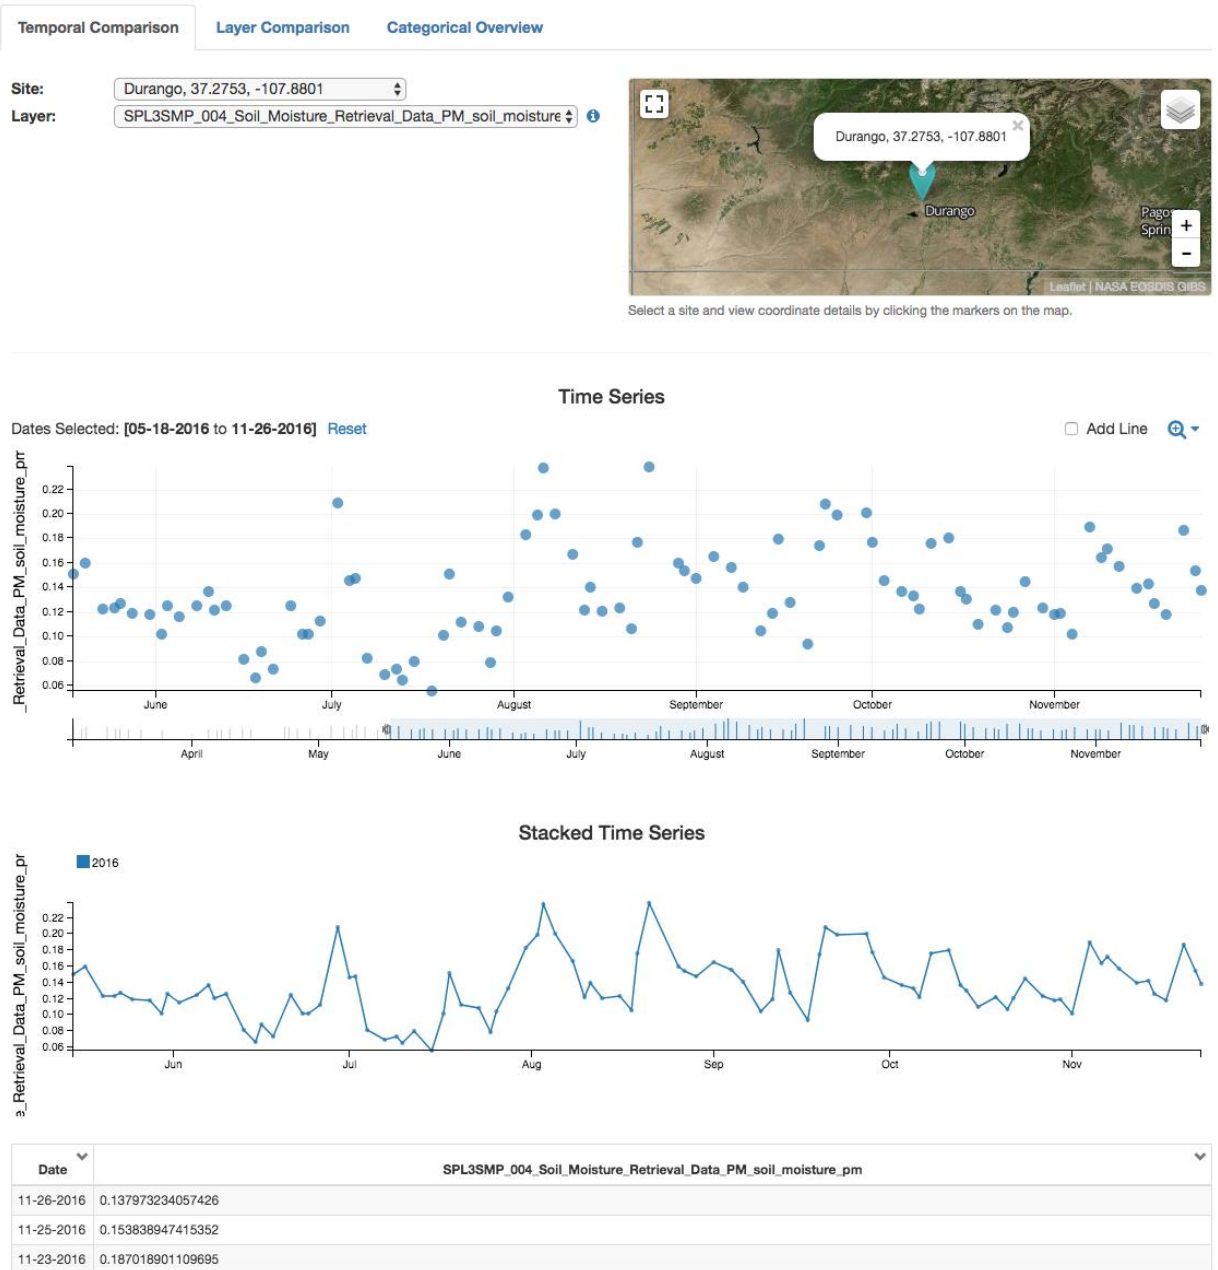 Temporal Comparison Layer Comparison Categorical Overview
Site: Durango, 37.2753, -107.8801
Layer: SPL3SMP_004_Soil_Moisture_Retrieval_Data_PM_soil_moisture
Durango, 37.2753, -107.8801 ×
Durango
Pagos
Sprin
+
-
Leaflet | NASA EOSDIS GIBS
Select a site and view coordinate details by clicking the markers on the map.
Time Series
Dates Selected: [05-18-2016 to 11-26-2016] Reset
Add Line
_Retrieval_Data_PM_soil_moisture_pm
0.22
0.20
0.18
0.16
0.14
0.12
0.10
0.08
0.06
June July August September October November
April May June July August September October November
Stacked Time Series
2016
e_Retrieval_Data_PM_soil_moisture_pr
0.22
0.20
0.18
0.16
0.14
0.12
0.10
0.08
0.06
Jun Jul Aug Sep Oct Nov
Date SPL3SMP_004_Soil_Moisture_Retrieval_Data_PM_soil_moisture_pm
11-26-2016 0.137973234057426
11-25-2016 0.153838947415352
11-23-2016 0.187018901109695